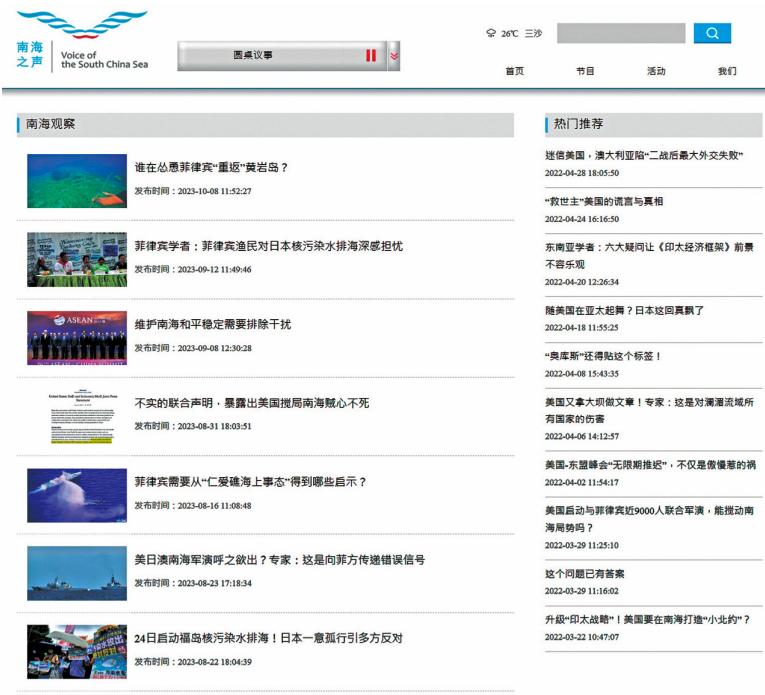 南海
之声
Voice of
the South China Sea
圆桌议事
26℃ 三沙
首页 节目 活动 我们
南海观察
谁在怂恿菲律宾“重返”黄岩岛？
发布时间：2023-10-08 11:52:27
菲律宾学者：菲律宾渔民对日本核污染水排海深感担忧
发布时间：2023-09-12 11:49:46
ASEAN
维护南海和平稳定需要排除干扰
发布时间：2023-09-08 12:30:28
不实的联合声明，暴露出美国搅局南海贼心不死
发布时间：2023-08-31 18:03:51
菲律宾需要从“仁爱礁海上事态”得到哪些启示？
发布时间：2023-08-16 11:08:48
美日澳南海军演呼之欲出？专家：这是向菲方传递错误信号
发布时间：2023-08-23 17:18:34
24日启动福岛核污染水排海！日本一意孤行引多方反对
发布时间：2023-08-22 18:04:39
热门推荐
迷信美国，澳大利亚陷“二战后最大外交失败”
2022-04-28 18:05:50
“救世主”美国的谎言与真相
2022-04-24 16:16:50
东南亚学者：六大疑问让《印太经济框架》前景
不容乐观
2022-04-20 12:26:34
随美国在亚太起舞？日本这回真飘了
2022-04-18 11:55:25
“奥库斯”还得贴这个标签！
2022-04-08 15:43:35
美国又拿大坝做文章！专家：这是对澜湄流域所
有国家的伤害
2022-04-06 14:12:57
美国-东盟峰会“无限期推迟”，不仅是傲慢惹的祸
2022-04-02 11:54:17
美国启动与菲律宾近9000人联合军演，能搅动南
海局势吗？
2022-03-29 11:25:10
这个问题已有答案
2022-03-29 11:16:02
升级“印太战略”！美国要在南海打造“小北约”？
2022-03-22 10:47:07